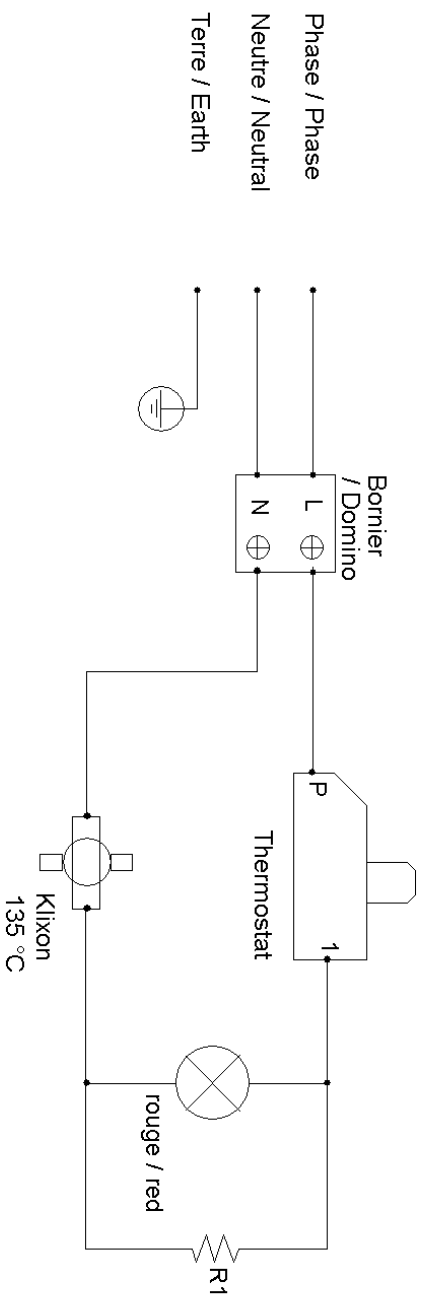 Phase / Phase
Neutre / Neutral
Terre / Earth
Bornier
/ Domino
L
N
P
1
Thermostat
Klixon
135 °C
rouge / red
R1